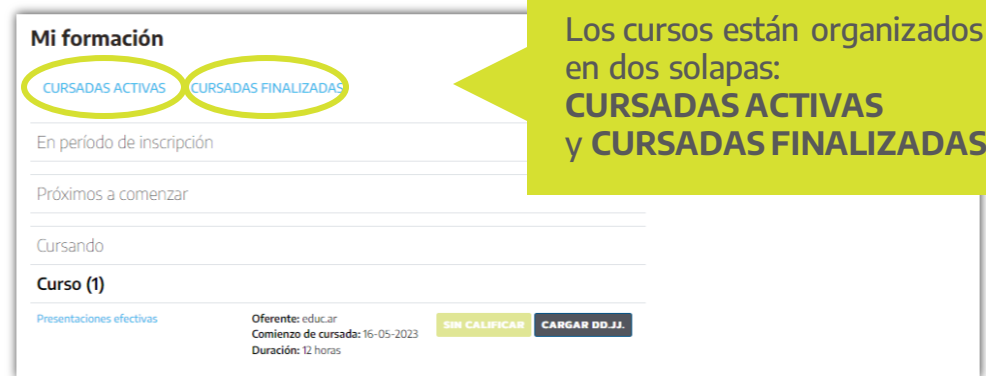 Mi formación
CURSADAS ACTIVAS CURSADAS FINALIZADAS
En período de inscripción
Próximos a comenzar
Cursando
Curso (1)
Presentaciones efectivas
Oferente: educ.ar
Comienzo de cursada: 16-05-2023
Duración: 12 horas
SIN CALIFICAR
CARGAR DD.JJ.
Los cursos están organizados
en dos solapas:
CURSADAS ACTIVAS
y CURSADAS FINALIZADAS